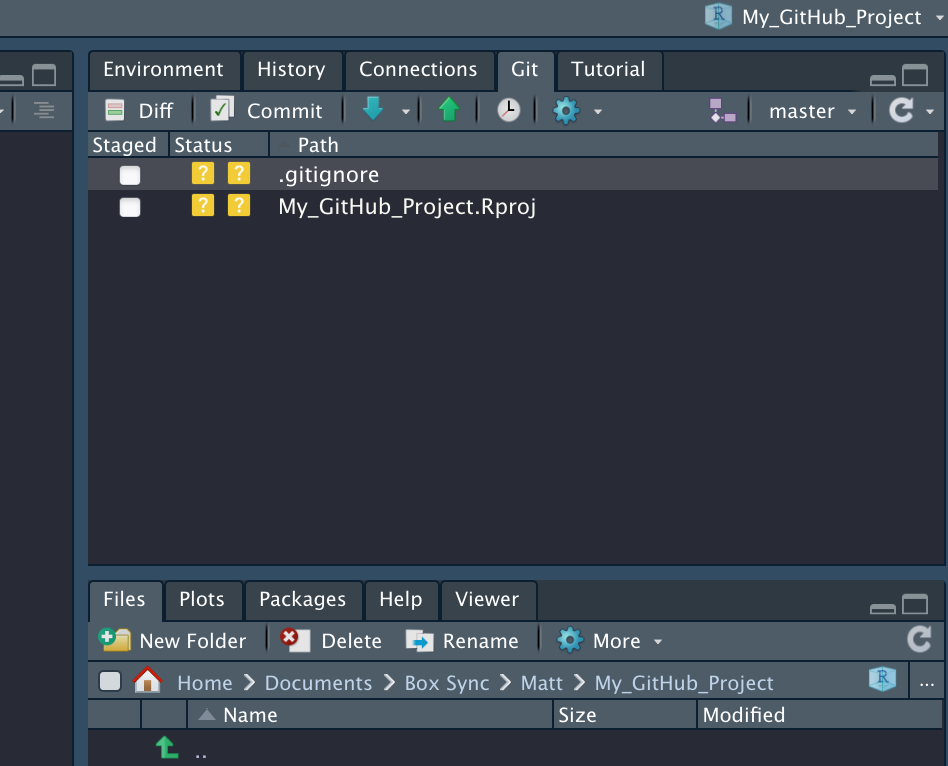 My_GitHub_Project
Environment History Connections Git Tutorial
Diff Commit master
Staged Status Path
? ? .gitignore
? ? My_GitHub_Project.Rproj
Files Plots Packages Help Viewer
New Folder Delete Rename More
Home Documents Box Sync Matt My_GitHub_Project ...
Name Size Modified
..